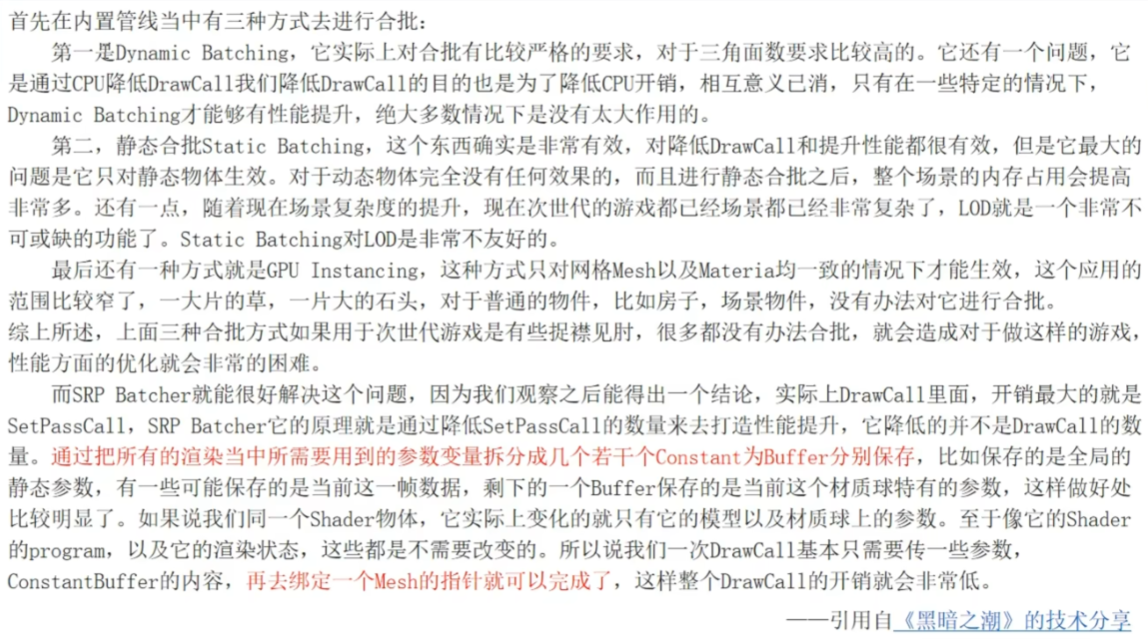 首先在内置管线当中有三种方式去进行合批：
第一是Dynamic Batching，它实际上对合批有比较严格的要求，对于三角面数要求比较高的。它还有一个问题，它
是通过CPU降低DrawCall我们降低DrawCall的目的也是为了降低CPU开销，相互意义已消，只有在一些特定的情况下，
Dynamic Batching才能够有性能提升，绝大多数情况下是没有太大作用的。
第二，静态合批Static Batching，这个东西确实是非常有效，对降低DrawCall和提升性能都很有效，但是它最大的
问题是它只对静态物体生效。对于动态物体完全没有任何效果的，而且进行静态合批之后，整个场景的内存占用会提高
非常多。还有一点，随着现在场景复杂度的提升，现在次世代的游戏都已经场景都已经非常复杂了，LOD就是一个非常不
可或缺的功能了。Static Batching对LOD是非常不友好的。
最后还有一种方式就是GPU Instancing，这种方式只对网格Mesh以及Materia均一致的情况下才能生效，这个应用的
范围比较窄了，一大片的草，一片大的石头，对于普通的物件，比如房子，场景物件，没有办法对它进行合批。
综上所述，上面三种合批方式如果用于次世代游戏是有些捉襟见肘，很多都没有办法合批，就会造成对于做这样的游戏，
性能方面的优化就会非常的困难。
而SRP Batcher就能很好解决这个问题，因为我们观察之后能得出一个结论，实际上DrawCall里面，开销最大的就是
SetPassCall，SRP Batcher它的原理就是通过降低SetPassCall的数量来去打造性能提升，它降低的并不是DrawCall的数
量。通过把所有的渲染当中所需要用到的参数变量拆分成几个若干个Constant为Buffer分别保存，比如保存的是全局的
静态参数，有一些可能保存的是当前这一帧数据，剩下的一个Buffer保存的是当前这个材质球特有的参数，这样做好处
比较明显了。如果说我们同一个Shader物体，它实际上变化的就只有它的模型以及材质球上的参数。至于像它的Shader
的program，以及它的渲染状态，这些都是不需要改变的。所以说我们一次DrawCall基本只需要传一些参数，
ConstantBuffer的内容，再去绑定一个Mesh的指针就可以完成了，这样整个DrawCall的开销就会非常低。
——引用自《黑暗之潮》的技术分享